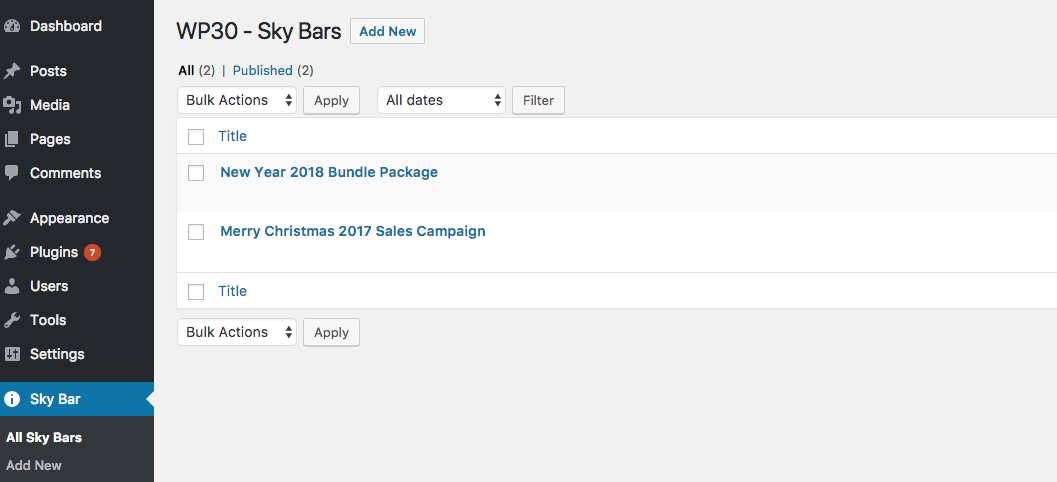 Dashboard
Posts
Media
Pages
Comments
Appearance
Plugins 7
Users
Tools
Settings
Sky Bar
All Sky Bars
Add New
WP30 - Sky Bars Add New
All (2) | Published (2)
Bulk Actions Apply All dates Filter
Title
New Year 2018 Bundle Package
Merry Christmas 2017 Sales Campaign
Title
Bulk Actions Apply